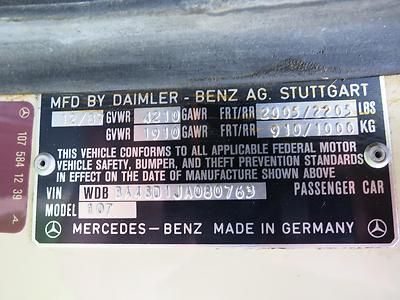 MFD BY DAIMLER - BENZ AG. STUTTGART
12/87 GVWR 4210 GAWR FRT/RR 2005/2205 LBS
GVWR 1910 GAWR FRT/RR 910/1000 KG
THIS VEHICLE CONFORMS TO ALL APPLICABLE FEDERAL MOTOR
VEHICLE SAFETY, BUMPER, AND THEFT PREVENTION STANDARDS
IN EFFECT ON THE DATE OF MANUFACTURE SHOWN ABOVE
VIN WDB BA48D1JA080769 PASSENGER CAR
MODEL 107
MERCEDES-BENZ MADE IN GERMANY
107 584 12 39 A